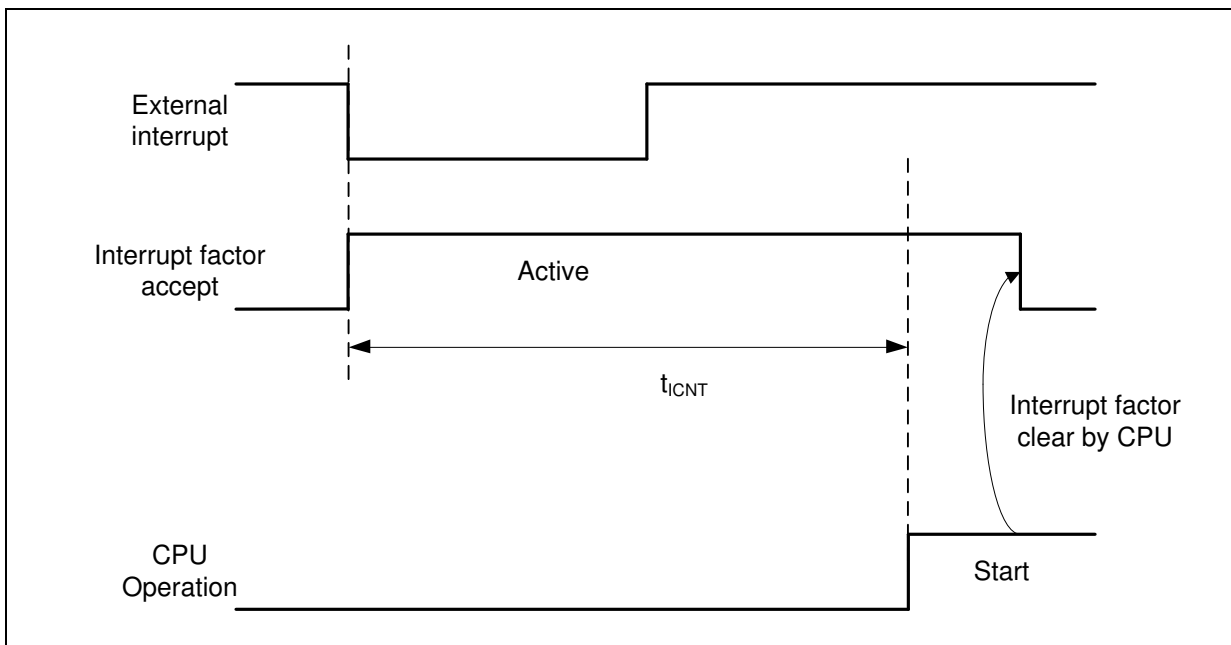 External
interrupt
Interrupt factor
accept
Active
tICNT
Interrupt factor
clear by CPU
CPU
Operation
Start